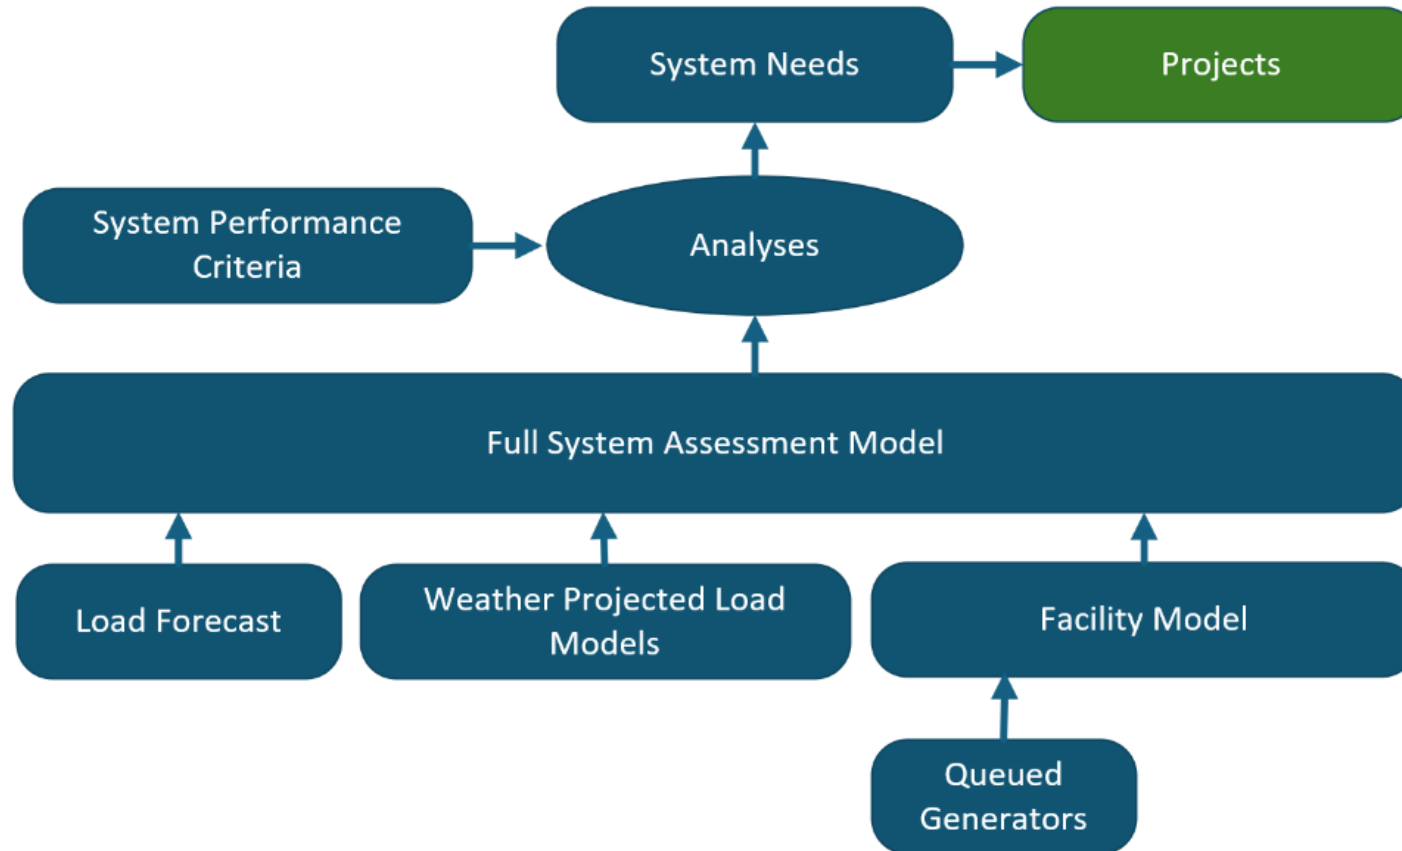 System Needs
Projects
System Performance
Criteria
Analyses
Full System Assessment Model
Load Forecast
Weather Projected Load
Models
Facility Model
Queued
Generators